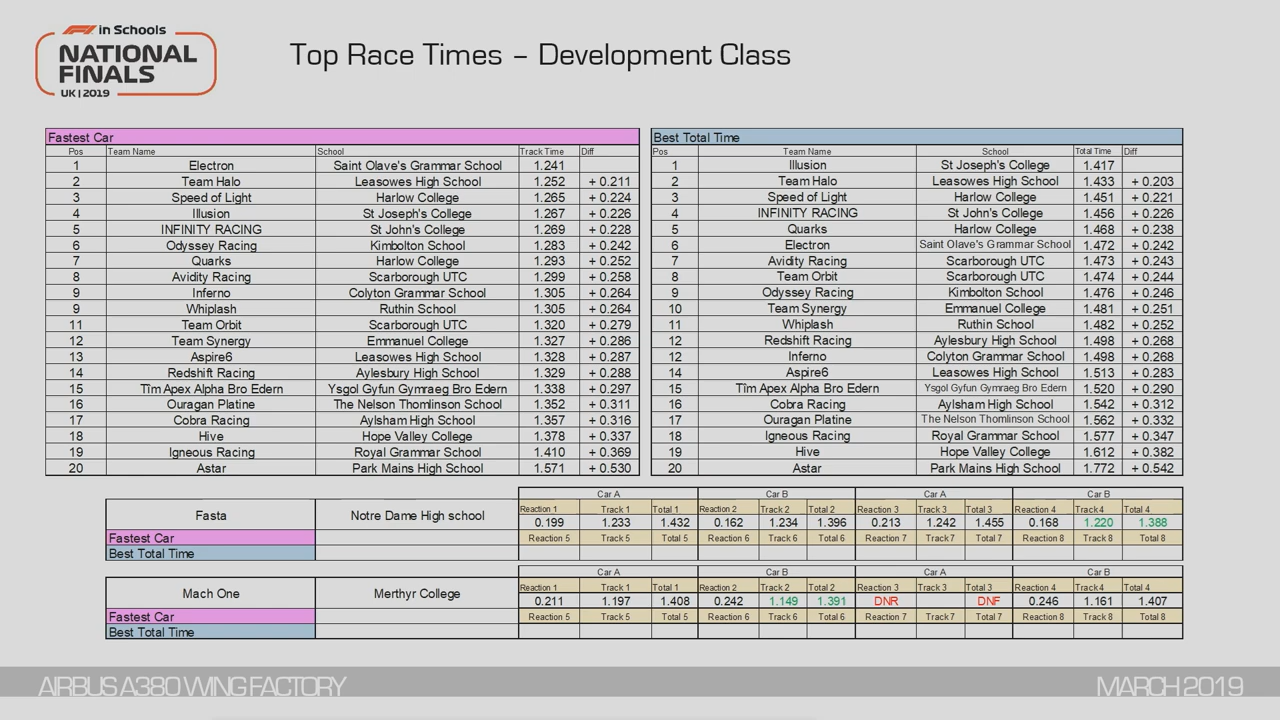 F1 in Schools
NATIONAL
FINALS
UK | 2019
Top Race Times – Development Class
Fastest Car
Pos Team Name School Track Time Diff
1 Electron Saint Olave's Grammar School 1.241
2 Team Halo Leasowes High School 1.252 + 0.211
3 Speed of Light Harlow College 1.265 + 0.224
4 Illusion St Joseph's College 1.267 + 0.226
5 INFINITY RACING St John's College 1.269 + 0.228
6 Odyssey Racing Kimbolton School 1.283 + 0.242
7 Quarks Harlow College 1.293 + 0.252
8 Avidity Racing Scarborough UTC 1.299 + 0.258
9 Inferno Colyton Grammar School 1.305 + 0.264
9 Whiplash Ruthin School 1.305 + 0.264
11 Team Orbit Scarborough UTC 1.320 + 0.279
12 Team Synergy Emmanuel College 1.327 + 0.286
13 Aspire6 Leasowes High School 1.328 + 0.287
14 Redshift Racing Aylesbury High School 1.329 + 0.288
15 Tîm Apex Alpha Bro Edern Ysgol Gyfun Gymraeg Bro Edern 1.338 + 0.297
16 Ouragan Platine The Nelson Thomlinson School 1.352 + 0.311
17 Cobra Racing Aylsham High School 1.357 + 0.316
18 Hive Hope Valley College 1.378 + 0.337
19 Igneous Racing Royal Grammar School 1.410 + 0.369
20 Astar Park Mains High School 1.571 + 0.530
Best Total Time
Pos Team Name School Total Time Diff
1 Illusion St Joseph's College 1.417
2 Team Halo Leasowes High School 1.433 + 0.203
3 Speed of Light Harlow College 1.451 + 0.221
4 INFINITY RACING St John's College 1.456 + 0.226
5 Quarks Harlow College 1.468 + 0.238
6 Electron Saint Olave's Grammar School 1.472 + 0.242
7 Avidity Racing Scarborough UTC 1.473 + 0.243
8 Team Orbit Scarborough UTC 1.474 + 0.244
9 Odyssey Racing Kimbolton School 1.476 + 0.246
10 Team Synergy Emmanuel College 1.481 + 0.251
11 Whiplash Ruthin School 1.482 + 0.252
12 Redshift Racing Aylesbury High School 1.498 + 0.268
12 Inferno Colyton Grammar School 1.498 + 0.268
14 Aspire6 Leasowes High School 1.513 + 0.283
15 Tîm Apex Alpha Bro Edern Ysgol Gyfun Gymraeg Bro Edern 1.520 + 0.290
16 Cobra Racing Aylsham High School 1.542 + 0.312
17 Ouragan Platine The Nelson Thomlinson School 1.562 + 0.332
18 Igneous Racing Royal Grammar School 1.577 + 0.347
19 Hive Hope Valley College 1.612 + 0.382
20 Astar Park Mains High School 1.772 + 0.542
Car A Car B Car A Car B
Reaction 1 Track 1 Total 1 Reaction 2 Track 2 Total 2 Reaction 3 Track 3 Total 3 Reaction 4 Track4 Total 4
Fasta Notre Dame High school 0.199 1.233 1.432 0.162 1.234 1.396 0.213 1.242 1.455 0.168 1.220 1.388
Fastest Car Reaction 5 Track 5 Total 5 Reaction 6 Track 6 Total 6 Reaction 7 Track7 Total 7 Reaction 8 Track 8 Total 8
Best Total Time
Car A Car B Car A Car B
Reaction 1 Track 1 Total 1 Reaction 2 Track 2 Total 2 Reaction 3 Track 3 Total 3 Reaction 4 Track4 Total 4
Mach One Merthyr College 0.211 1.197 1.408 0.242 1.149 1.391 DNR DNF 0.246 1.161 1.407
Fastest Car Reaction 5 Track 5 Total 5 Reaction 6 Track 6 Total 6 Reaction 7 Track7 Total 7 Reaction 8 Track 8 Total 8
Best Total Time
AIRBUS A380 WING FACTORY
MARCH 2019